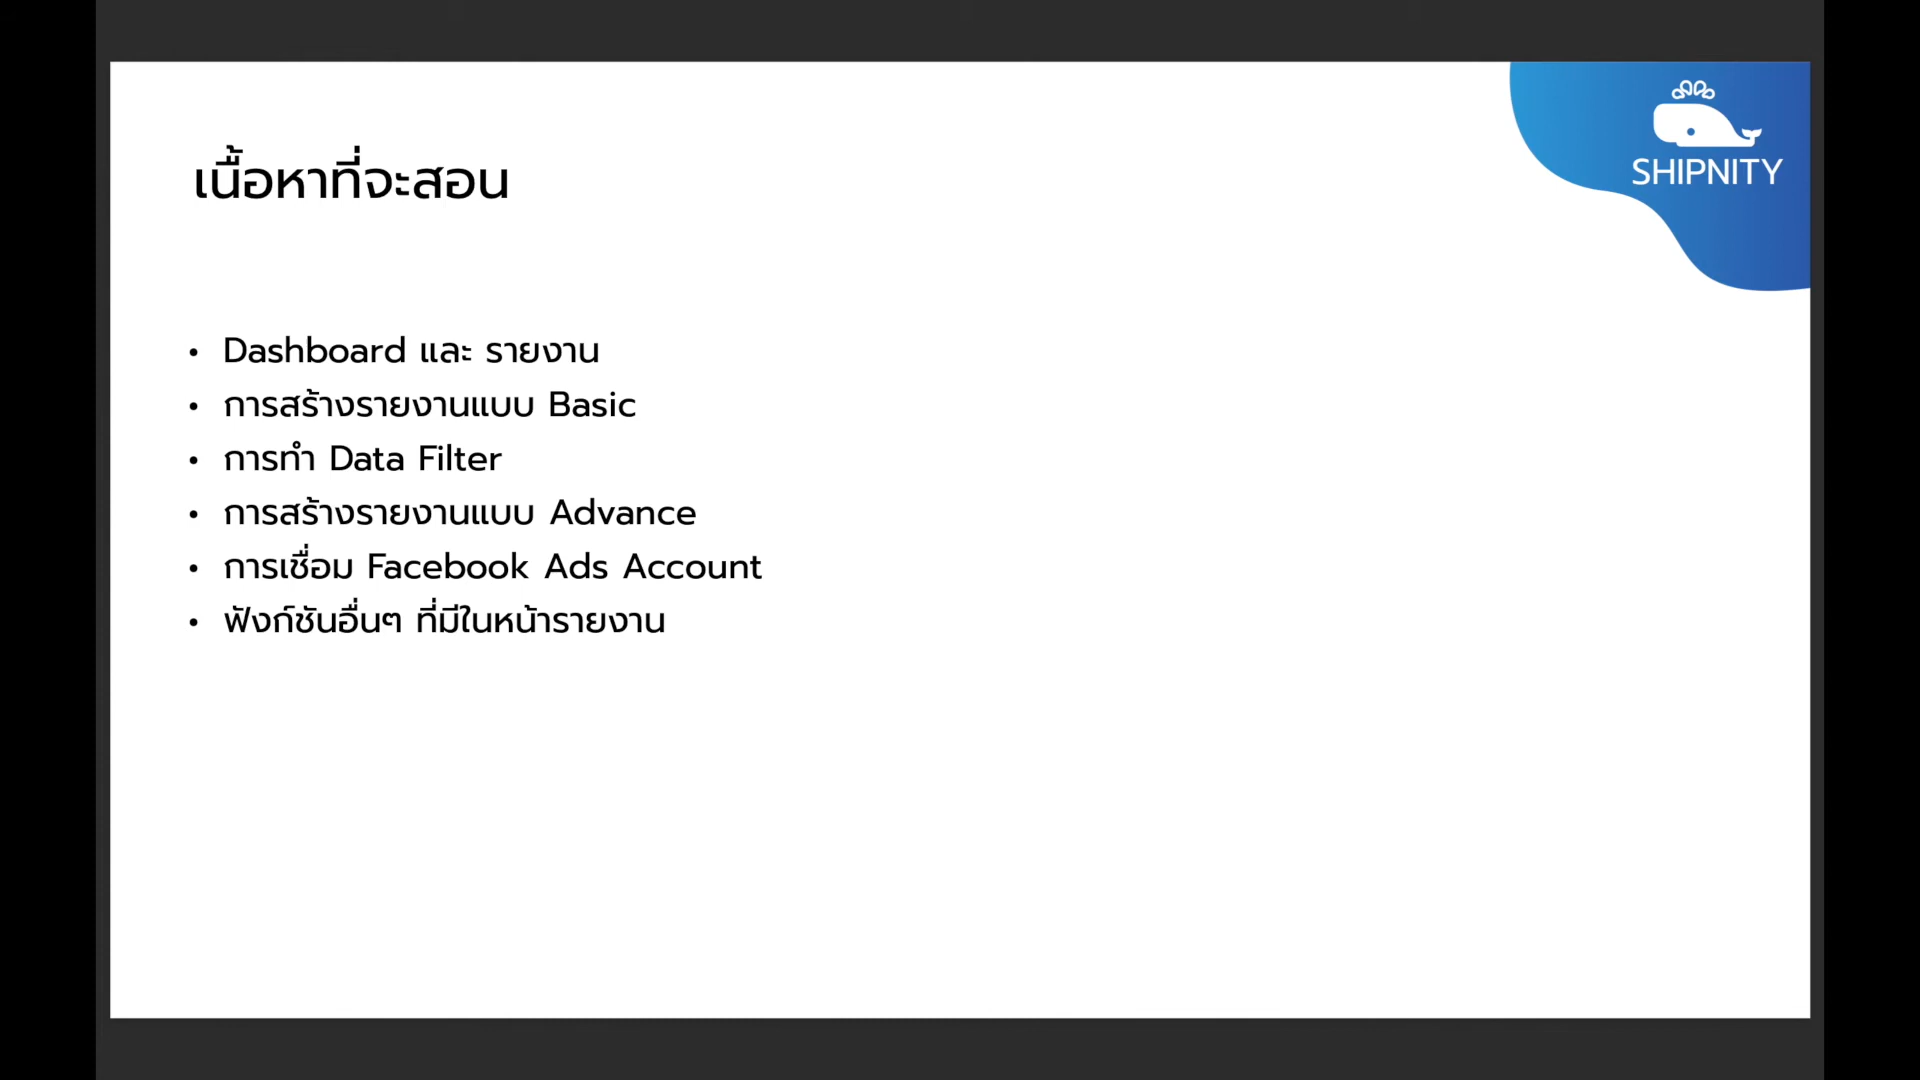 SHIPNITY
เนื้อหาที่จะสอน
• Dashboard และ รายงาน
• การสร้างรายงานแบบ Basic
• การทำ Data Filter
• การสร้างรายงานแบบ Advance
• การเชื่อม Facebook Ads Account
• ฟังก์ชันอื่นๆ ที่มีในหน้ารายงาน